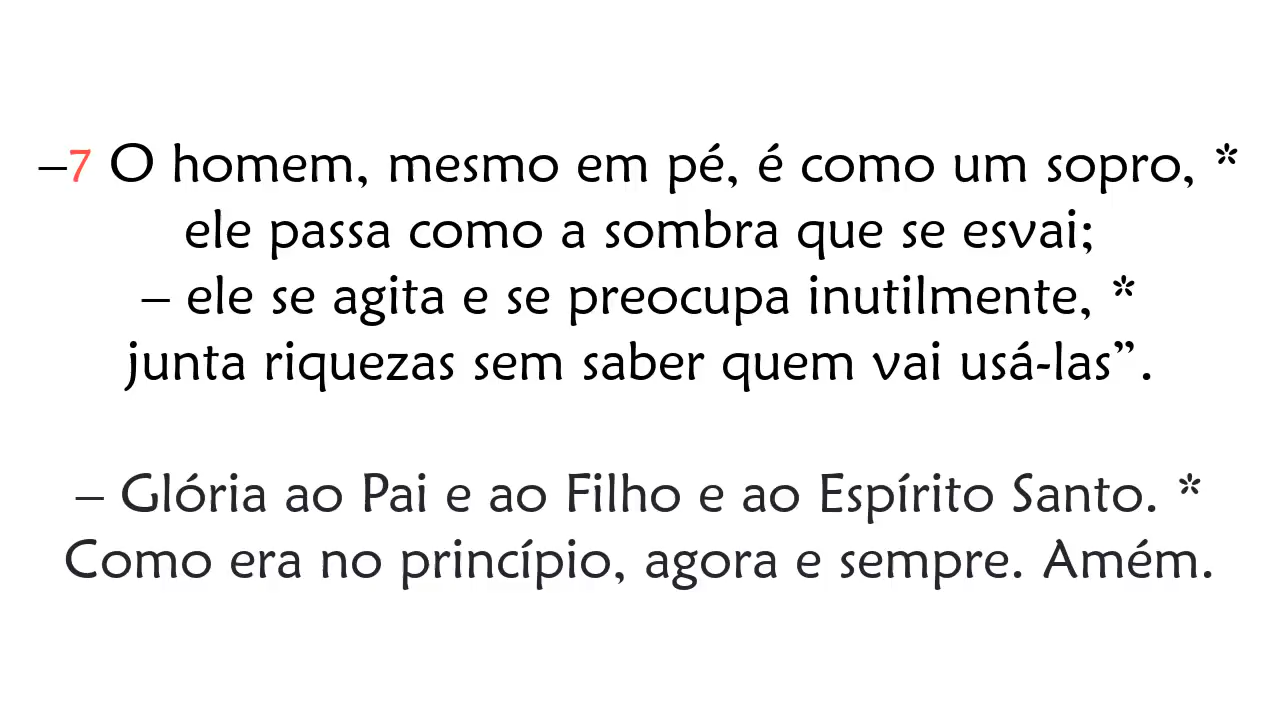 –7 O homem, mesmo em pé, é como um sopro, *
ele passa como a sombra que se esvai;
– ele se agita e se preocupa inutilmente, *
junta riquezas sem saber quem vai usá-las”.
– Glória ao Pai e ao Filho e ao Espírito Santo. *
Como era no princípio, agora e sempre. Amém.